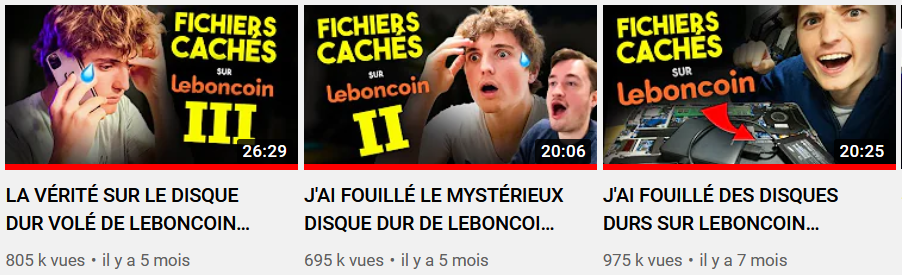 FICHIERS
CACHÉS
SUR
leboncoin
III
26:29
LA VÉRITÉ SUR LE DISQUE
DUR VOLÉ DE LEBONCOIN...
805 k vues • il y a 5 mois
FICHIERS
CACHÉS
SUR
leboncoin
II
20:06
J'AI FOUILLÉ LE MYSTÉRIEUX
DISQUE DUR DE LEBONCOI...
695 k vues • il y a 5 mois
FICHIERS
CACHÉS
SUR
leboncoin
20:25
J'AI FOUILLÉ DES DISQUES
DURS SUR LEBONCOIN...
975 k vues • il y a 7 mois